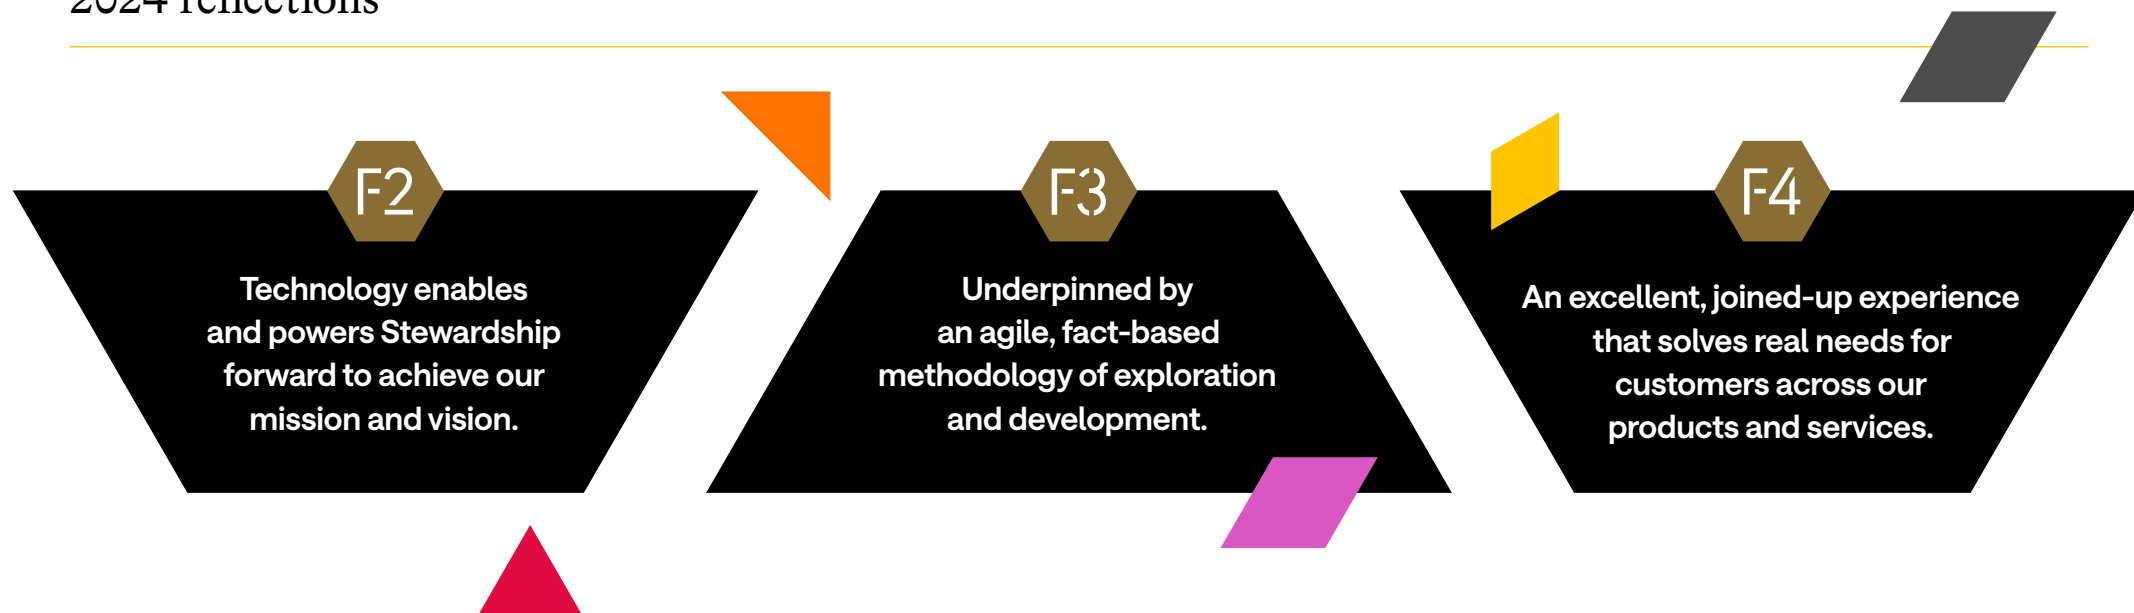 2024 reflections
F2
Technology enables
and powers Stewardship
forward to achieve our
mission and vision.
F3
Underpinned by
an agile, fact-based
methodology of exploration
and development.
F4
An excellent, joined-up experience
that solves real needs for
customers across our
products and services.